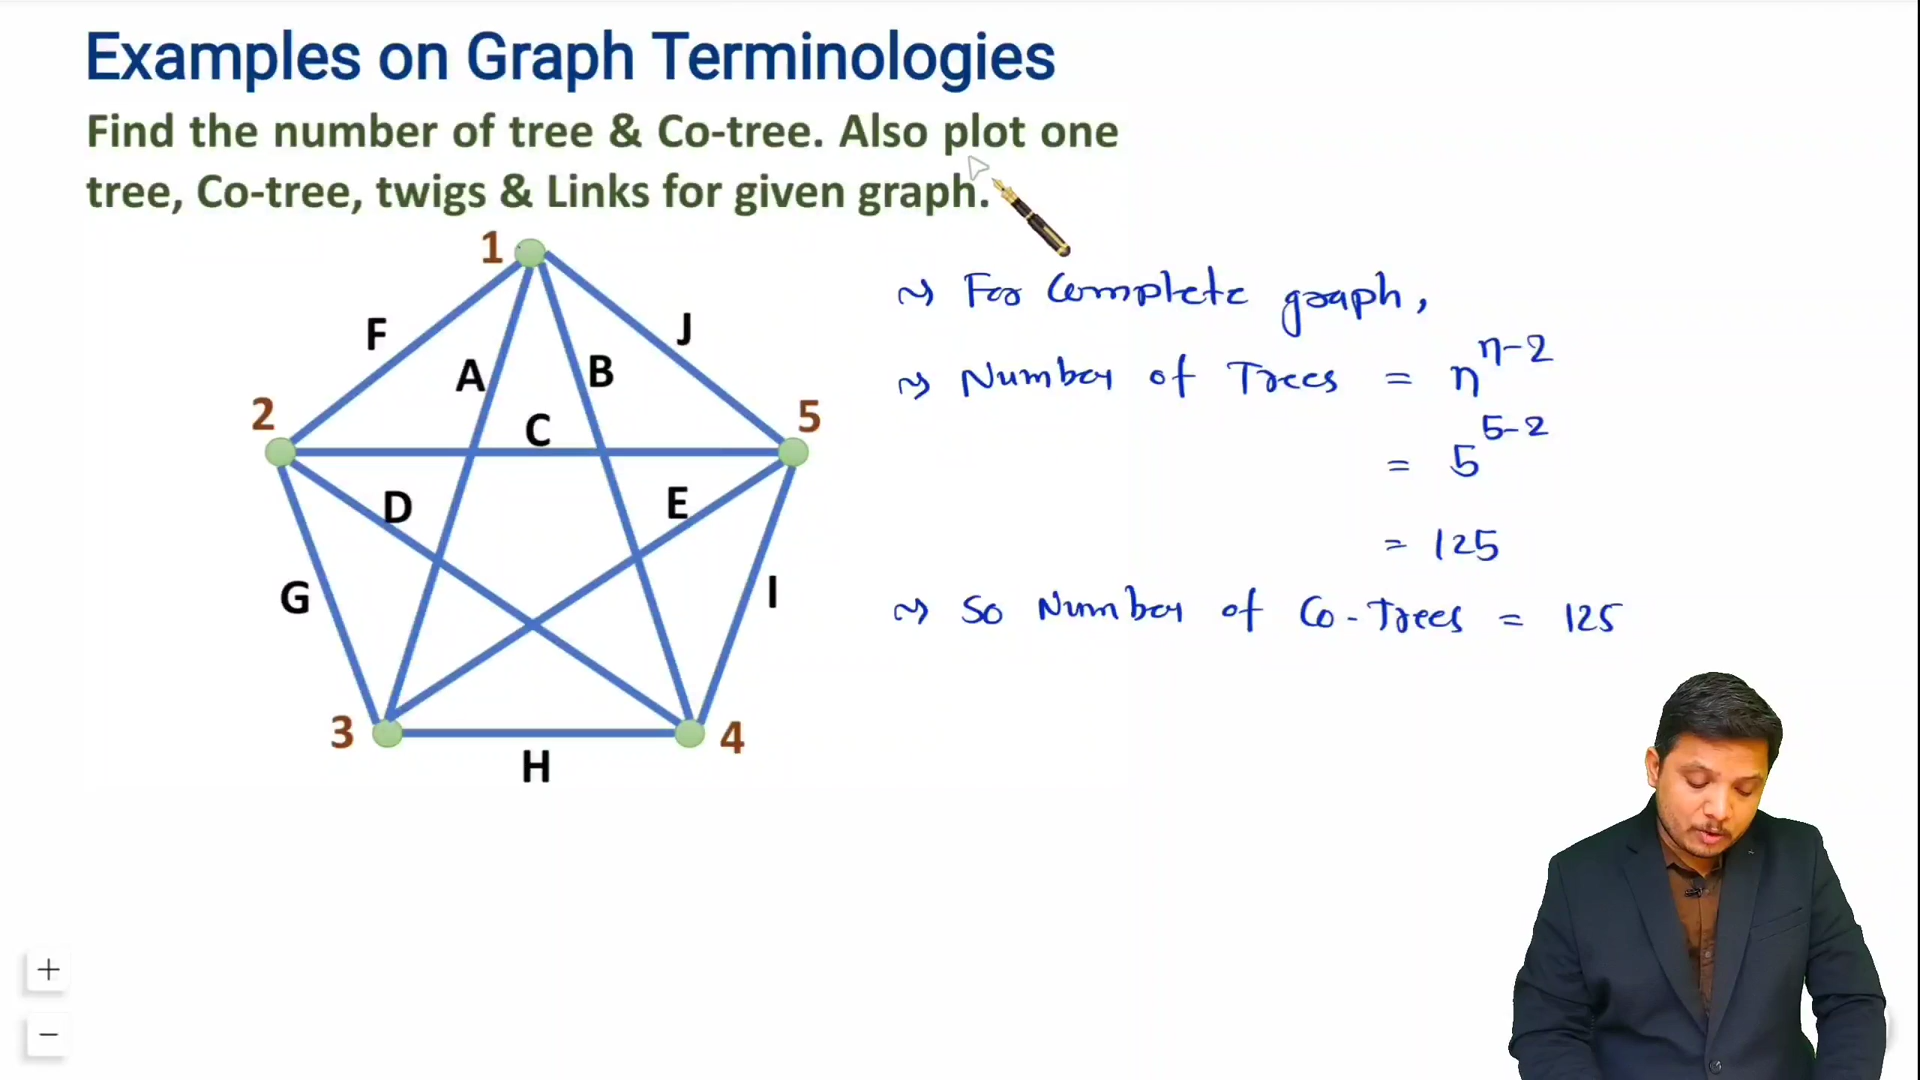 Examples on Graph Terminologies
Find the number of tree & Co-tree. Also plot one
tree, Co-tree, twigs & Links for given graph.
1
F
J
A
B
2
5
C
D
E
G
I
3
4
H
For Complete graph,
Number of Trees = n^{n-2}
= 5^{5-2}
= 125
So Number of Co-Trees = 125
+
−